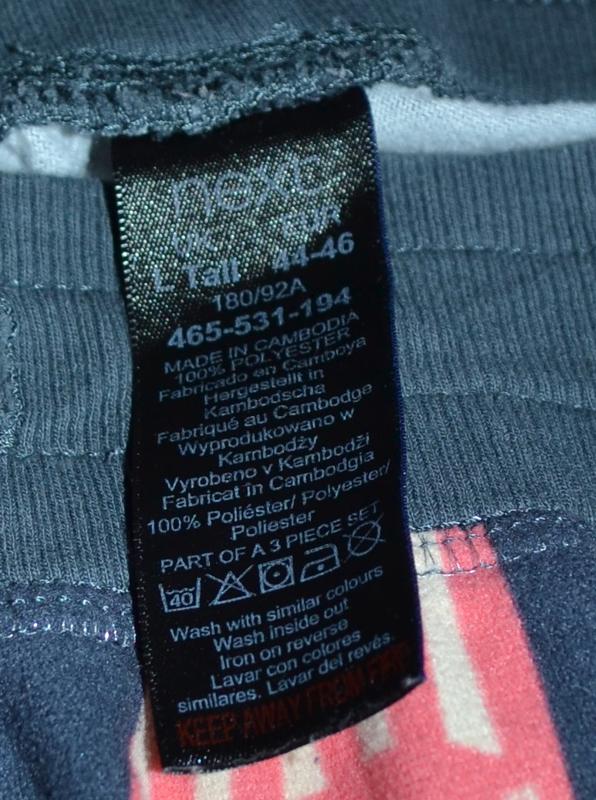 next
UK EUR
L Tall 44-46
180/92A
465-531-194
MADE IN CAMBODIA
100% POLYESTER
Fabricado en Camboya
Hergestellt in
Kambodscha
Fabriqué au Cambodge
Wyprodukowano w
Kambodży
Vyrobeno v Kambodži
Fabricat în Cambodgia
100% Poliéster/ Polyester/
Poliester
PART OF A 3 PIECE SET
40
Wash with similar colours
Wash inside out
Iron on reverse
Lavar con colores
similares. Lavar del revés.
KEEP AWAY FROM FIRE